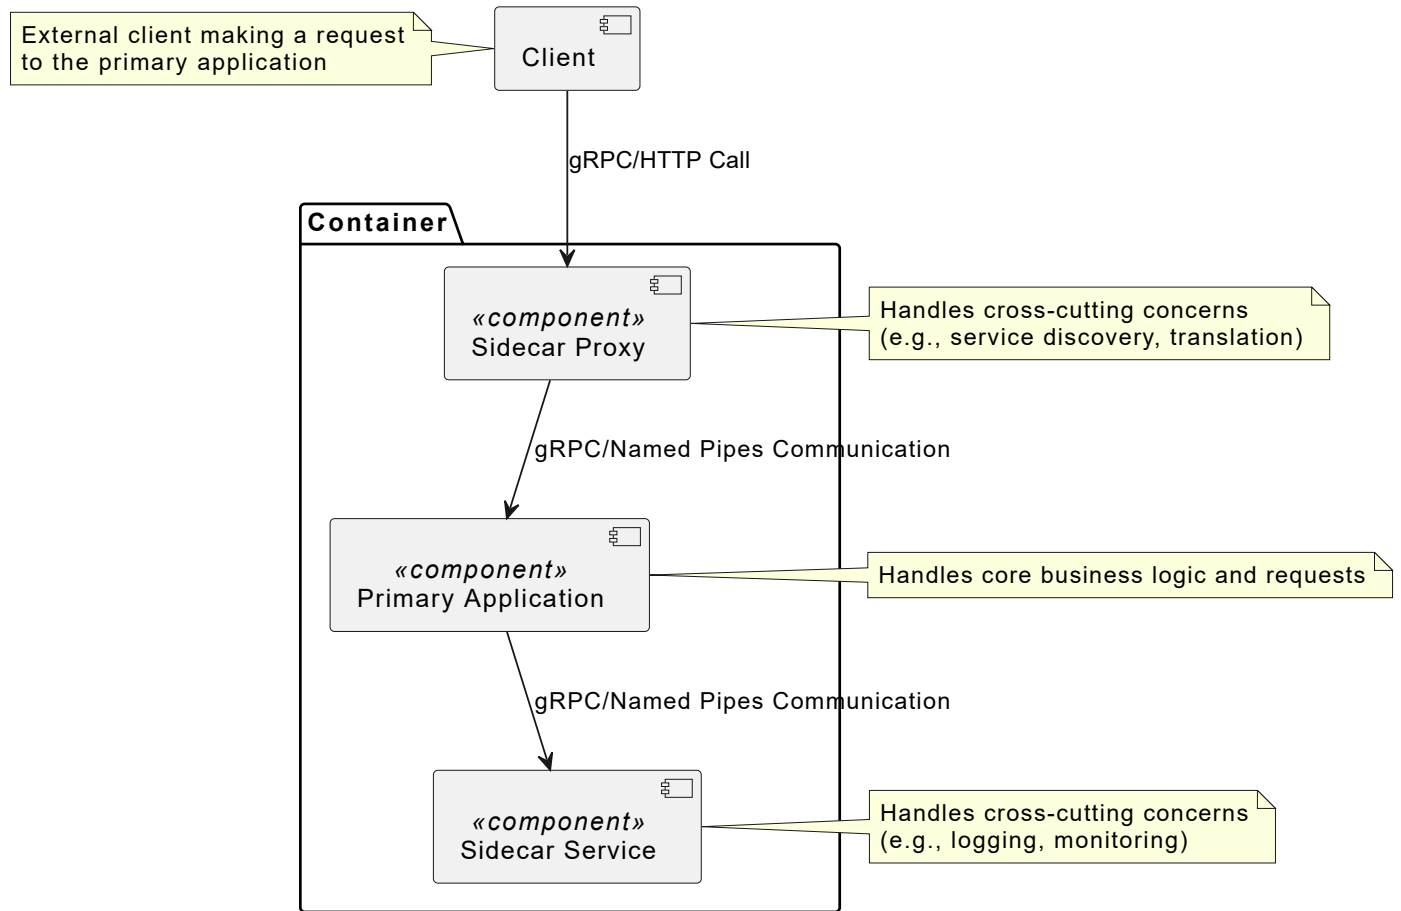 External client making a request
to the primary application
Client
gRPC/HTTP Call
Container
«component»
Sidecar Proxy
Handles cross-cutting concerns
(e.g., service discovery, translation)
gRPC/Named Pipes Communication
«component»
Primary Application
Handles core business logic and requests
gRPC/Named Pipes Communication
«component»
Sidecar Service
Handles cross-cutting concerns
(e.g., logging, monitoring)